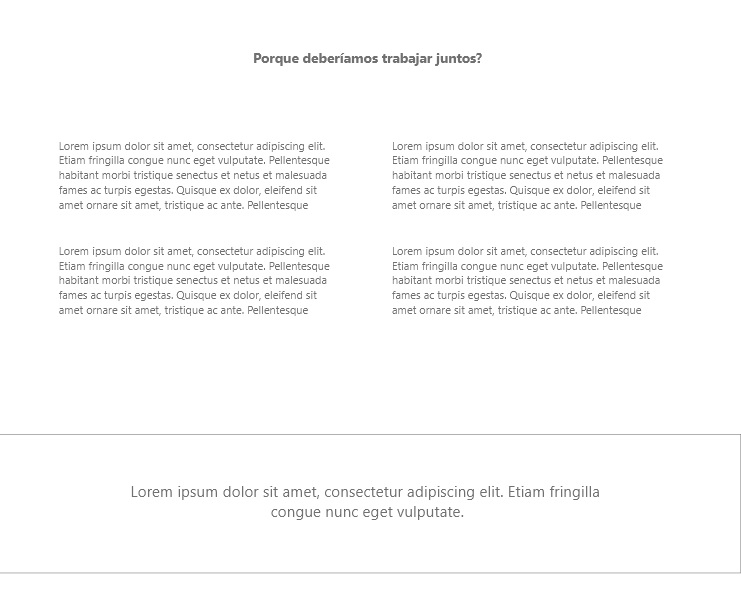 Porque deberíamos trabajar juntos?
Lorem ipsum dolor sit amet, consectetur adipiscing elit.
Etiam fringilla congue nunc eget vulputate. Pellentesque
habitant morbi tristique senectus et netus et malesuada
fames ac turpis egestas. Quisque ex dolor, eleifend sit
amet ornare sit amet, tristique ac ante. Pellentesque
Lorem ipsum dolor sit amet, consectetur adipiscing elit.
Etiam fringilla congue nunc eget vulputate. Pellentesque
habitant morbi tristique senectus et netus et malesuada
fames ac turpis egestas. Quisque ex dolor, eleifend sit
amet ornare sit amet, tristique ac ante. Pellentesque
Lorem ipsum dolor sit amet, consectetur adipiscing elit.
Etiam fringilla congue nunc eget vulputate. Pellentesque
habitant morbi tristique senectus et netus et malesuada
fames ac turpis egestas. Quisque ex dolor, eleifend sit
amet ornare sit amet, tristique ac ante. Pellentesque
Lorem ipsum dolor sit amet, consectetur adipiscing elit.
Etiam fringilla congue nunc eget vulputate. Pellentesque
habitant morbi tristique senectus et netus et malesuada
fames ac turpis egestas. Quisque ex dolor, eleifend sit
amet ornare sit amet, tristique ac ante. Pellentesque
Lorem ipsum dolor sit amet, consectetur adipiscing elit. Etiam fringilla
congue nunc eget vulputate.